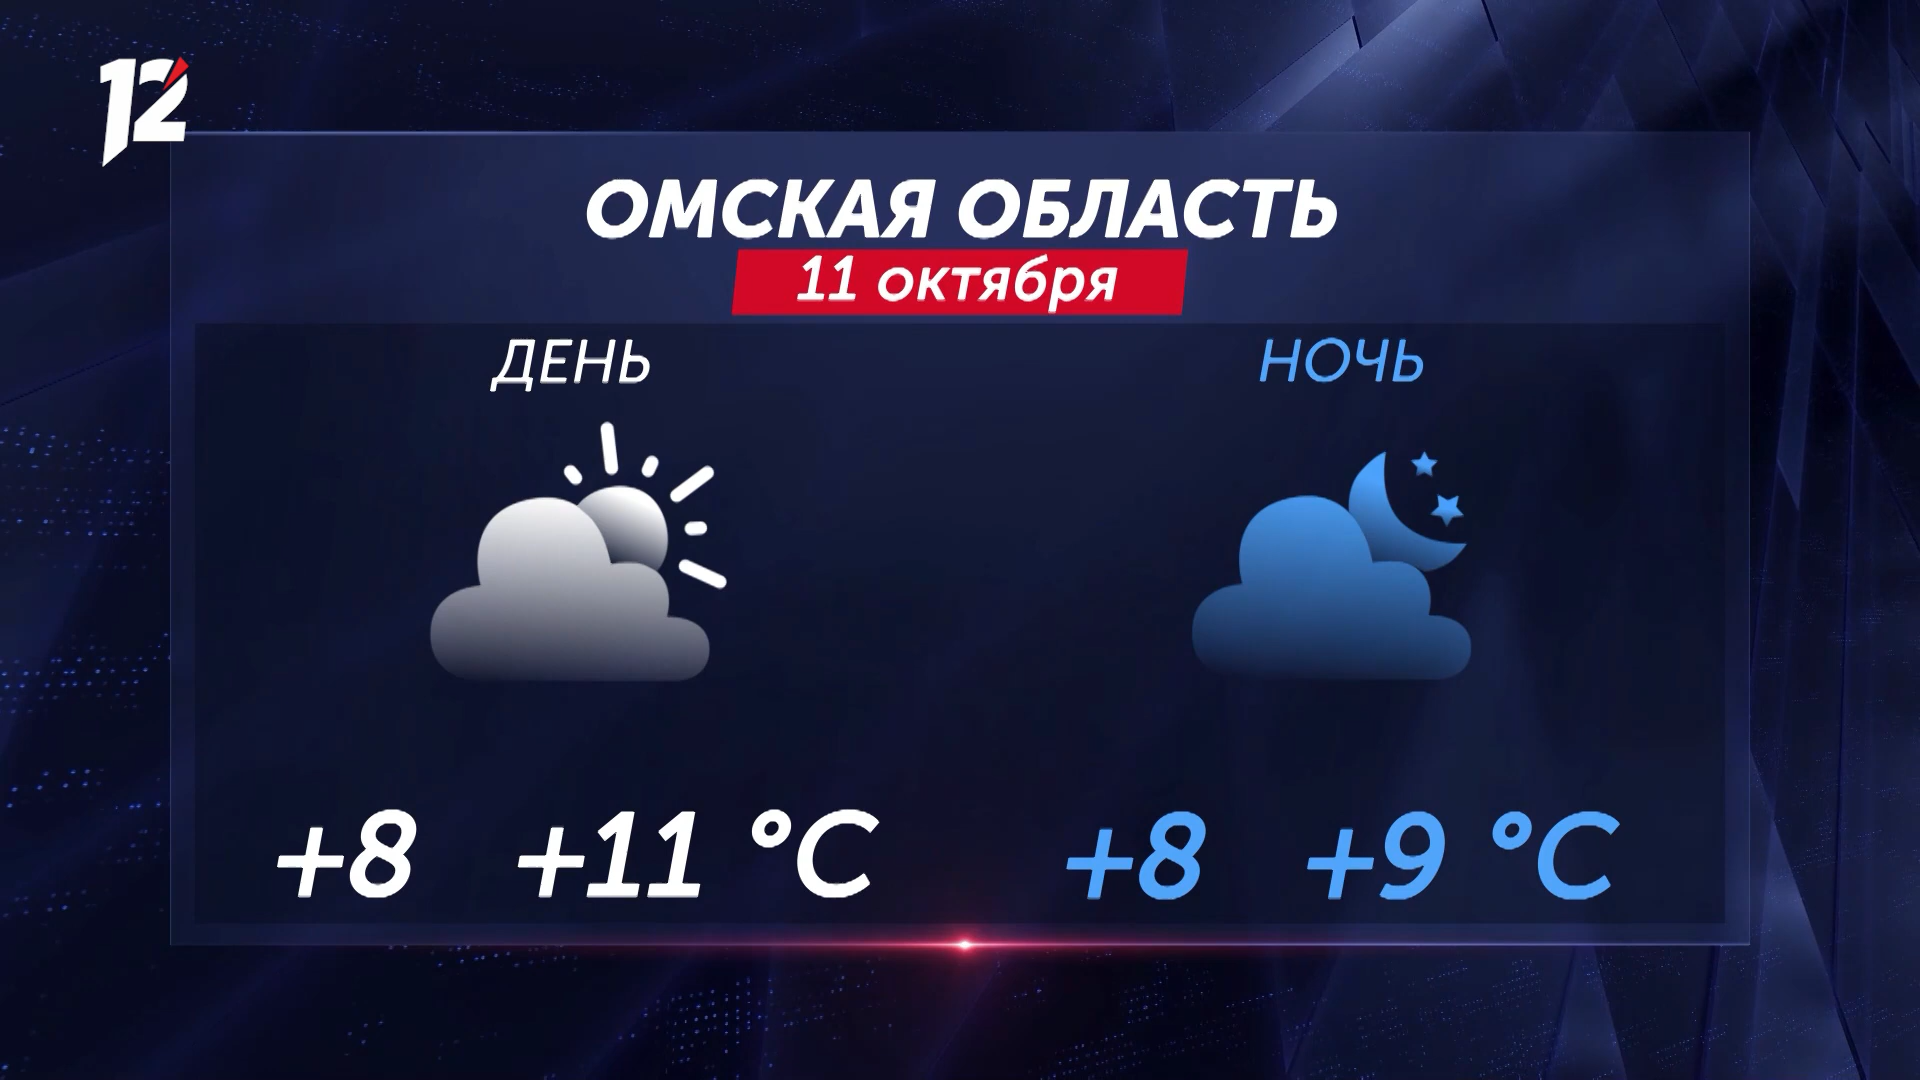 12
ОМСКАЯ ОБЛАСТЬ
11 октября
ДЕНЬ
НОЧЬ
+8 +11 °C
+8 +9 °C